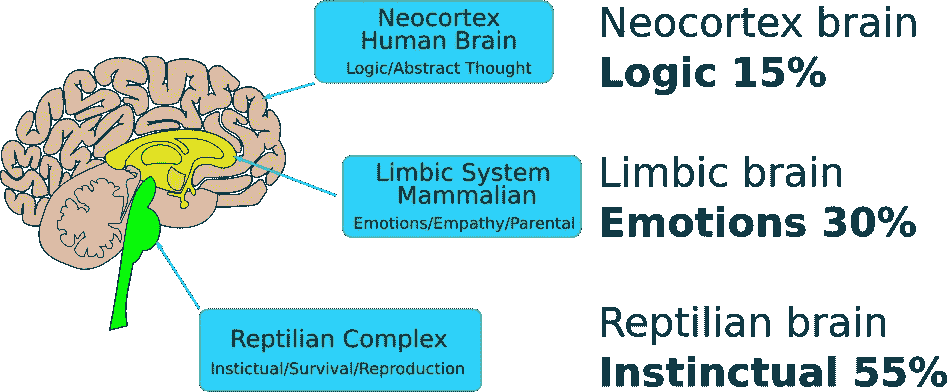 Neocortex
Human Brain
Logic/Abstract Thought
Neocortex brain
Logic 15%
Limbic System
Mammalian
Emotions/Empathy/Parental
Limbic brain
Emotions 30%
Reptilian Complex
Instictual/Survival/Reproduction
Reptilian brain
Instinctual 55%